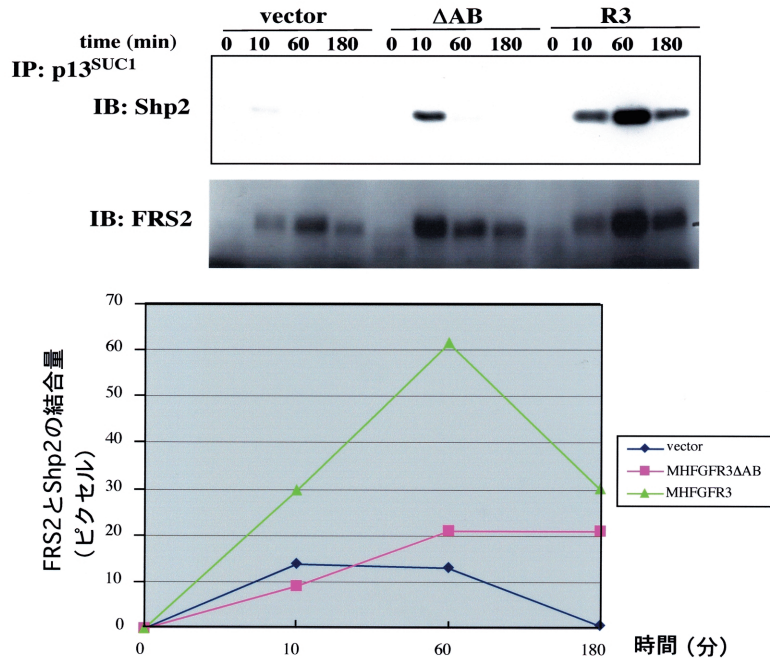 vector ΔAB R3
time (min) 0 10 60 180 0 10 60 180 0 10 60 180
IP: p13SUC1
IB: Shp2
IB: FRS2
FRS2とShp2の結合量
(ピクセル)
70
60
50
40
30
20
10
0
0 10 60 180
時間 (分)
vector
MHFGFR3ΔAB
MHFGFR3